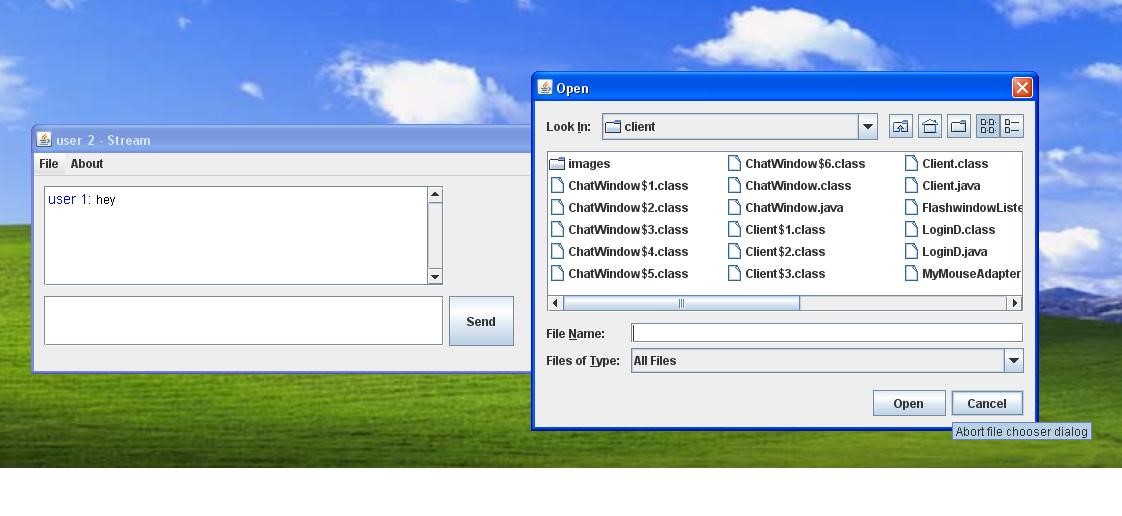 user 2 - Stream
File About
user 1: hey
Send
Open
Look In: client
images ChatWindow$6.class Client.class
ChatWindow$1.class ChatWindow.class Client.java
ChatWindow$2.class ChatWindow.java FlashwindowListe
ChatWindow$3.class Client$1.class LoginD.class
ChatWindow$4.class Client$2.class LoginD.java
ChatWindow$5.class Client$3.class MyMouseAdapter
File Name:
Files of Type: All Files
Open Cancel
Abort file chooser dialog